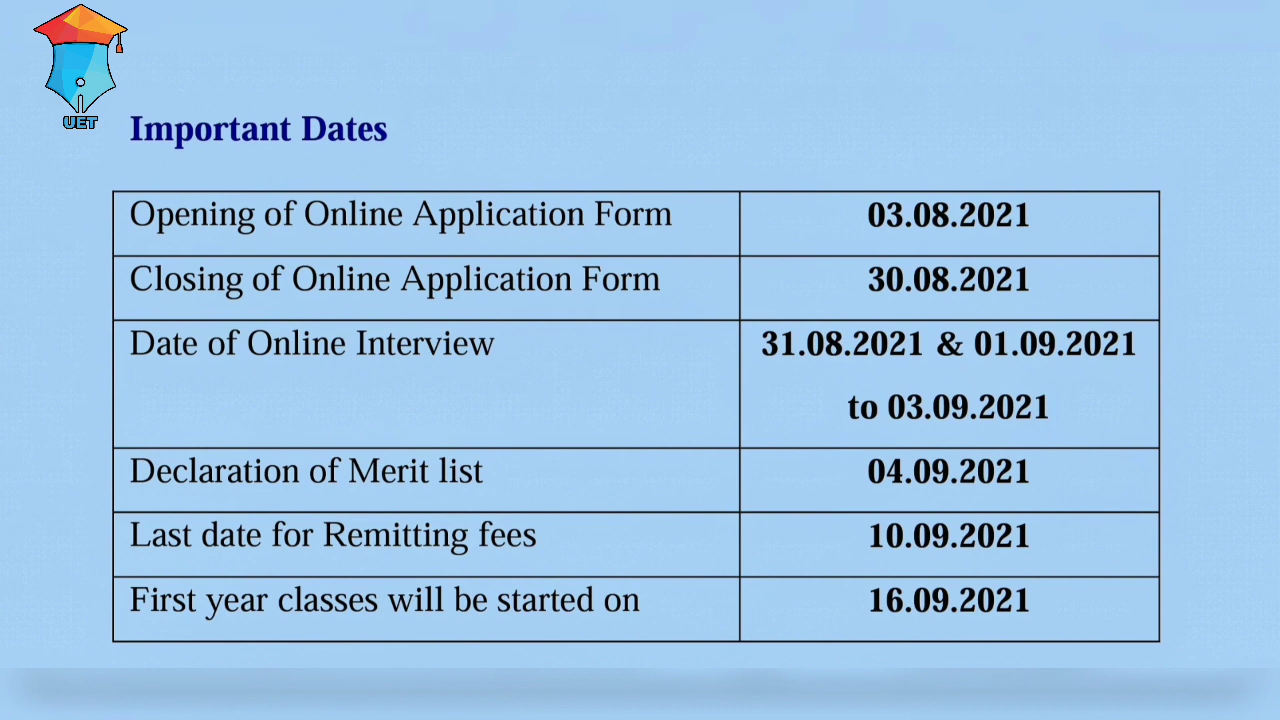 UET
Important Dates
Opening of Online Application Form 03.08.2021
Closing of Online Application Form 30.08.2021
Date of Online Interview 31.08.2021 & 01.09.2021
to 03.09.2021
Declaration of Merit list 04.09.2021
Last date for Remitting fees 10.09.2021
First year classes will be started on 16.09.2021